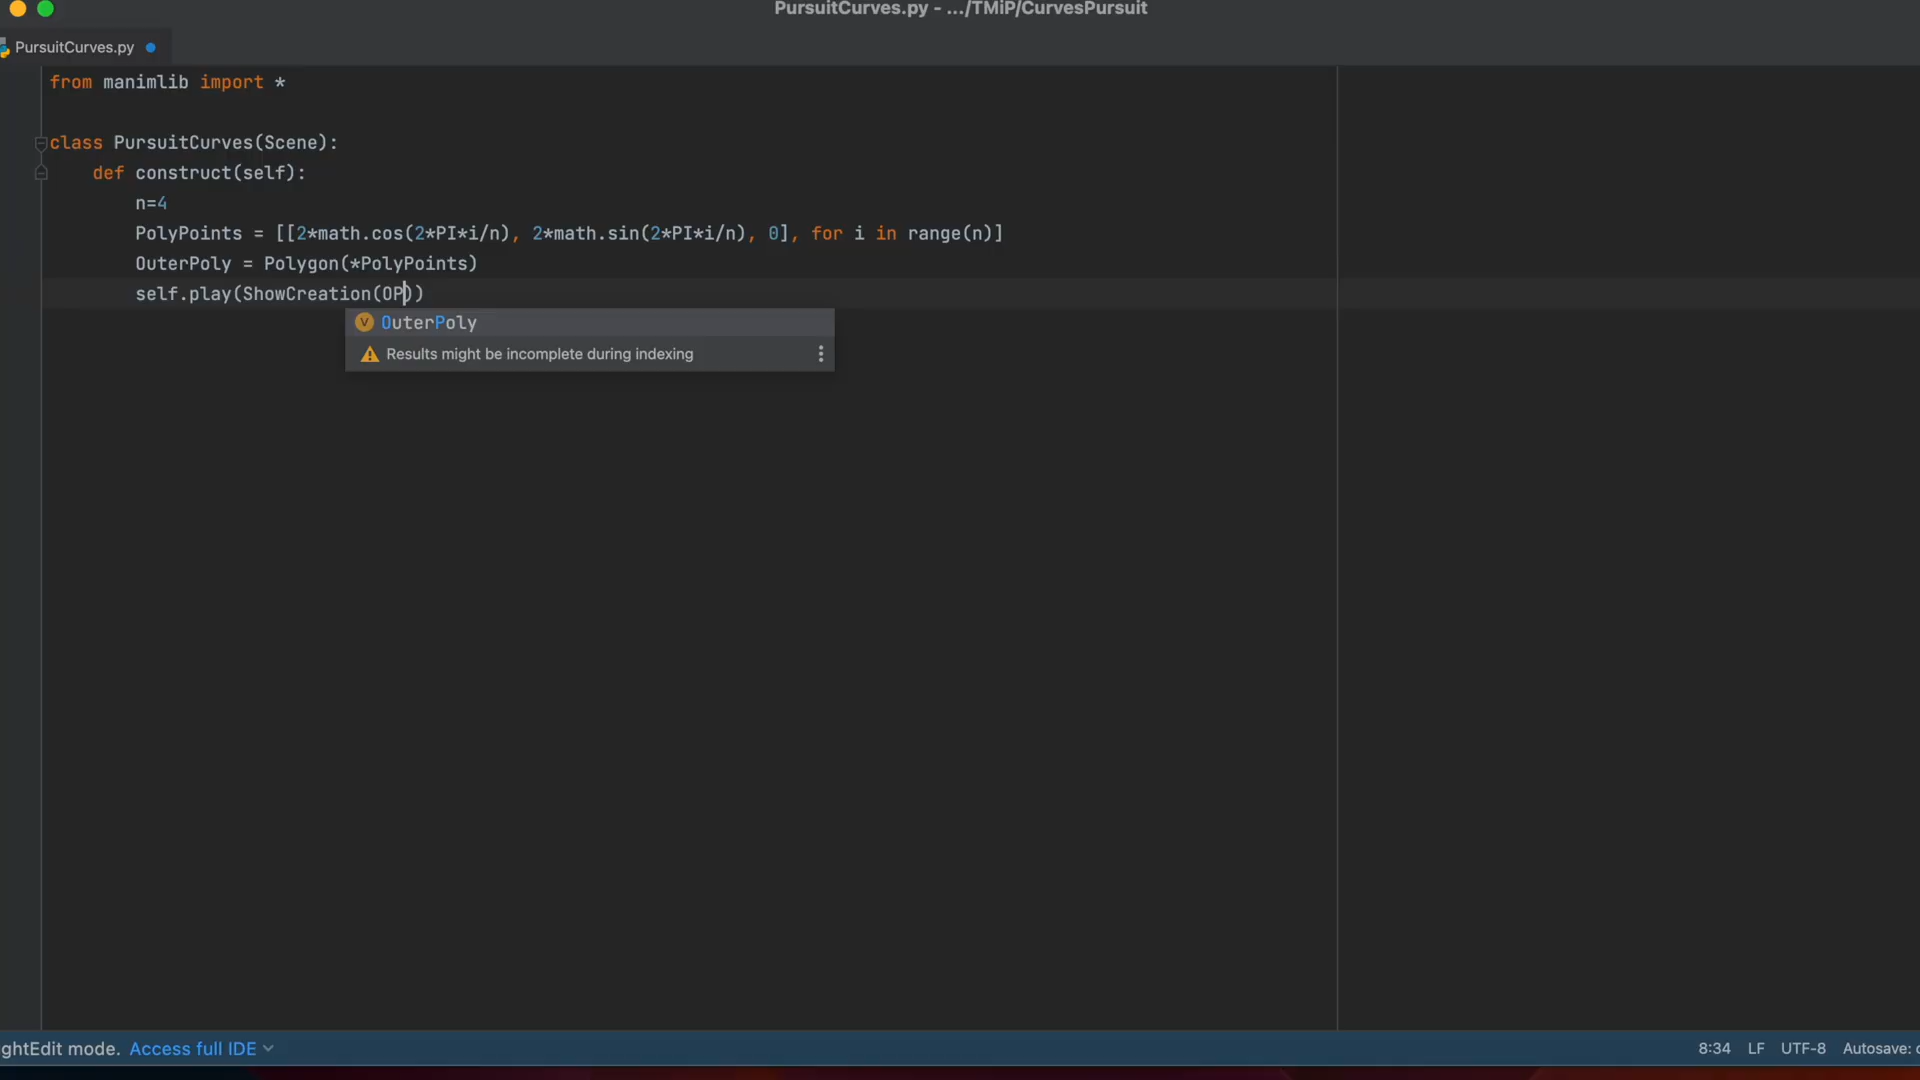 PursuitCurves.py - .../TMiP/CurvesPursuit
PursuitCurves.py
from manimlib import *
class PursuitCurves(Scene):
def construct(self):
n=4
PolyPoints = [[2*math.cos(2*PI*i/n), 2*math.sin(2*PI*i/n), 0], for i in range(n)]
OuterPoly = Polygon(*PolyPoints)
self.play(ShowCreation(OP))
V OuterPoly
Results might be incomplete during indexing
ghtEdit mode. Access full IDE
8:34 LF UTF-8 Autosave: